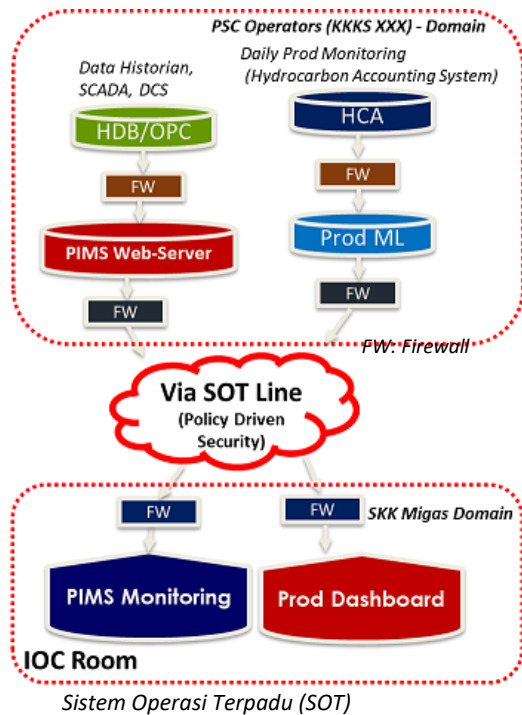 PSC Operators (KKKS XXX) - Domain
Daily Prod Monitoring
(Hydrocarbon Accounting System)
Data Historian,
SCADA, DCS
HDB/OPC
HCA
FW
FW
PIMS Web-Server
Prod ML
FW
FW
FW: Firewall
Via SOT Line
(Policy Driven
Security)
FW
FW
SKK Migas Domain
PIMS Monitoring
Prod Dashboard
IOC Room
Sistem Operasi Terpadu (SOT)